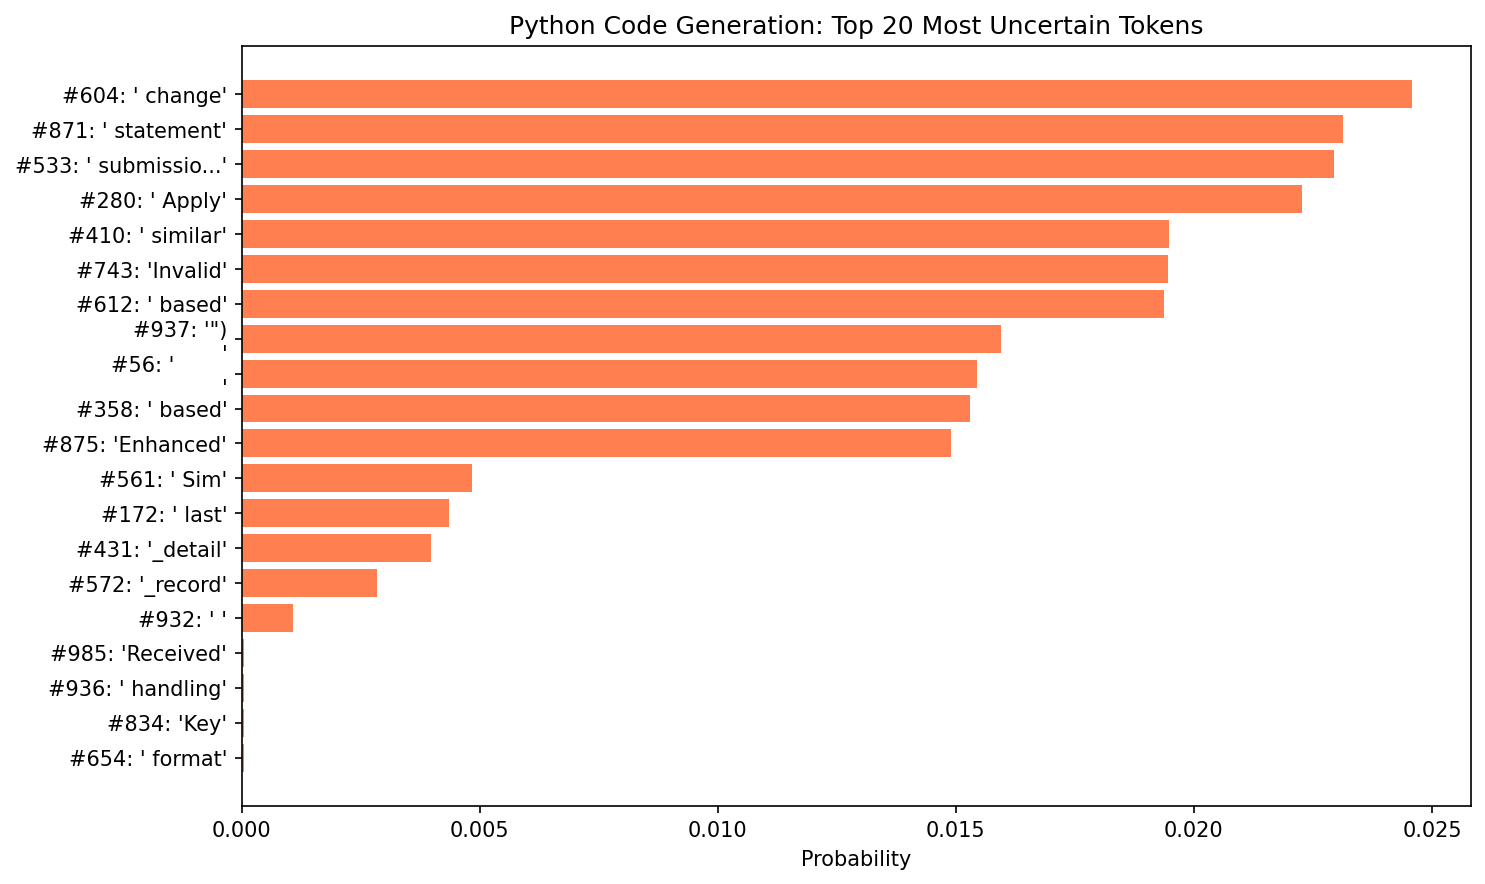 Python Code Generation: Top 20 Most Uncertain Tokens
#604: ' change'
#871: ' statement'
#533: ' submissio...'
#280: ' Apply'
#410: ' similar'
#743: 'Invalid'
#612: ' based'
#937: '")
'
#56: '
'
#358: ' based'
#875: 'Enhanced'
#561: ' Sim'
#172: ' last'
#431: '_detail'
#572: '_record'
#932: ' '
#985: 'Received'
#936: ' handling'
#834: 'Key'
#654: ' format'
0.000 0.005 0.010 0.015 0.020 0.025
Probability